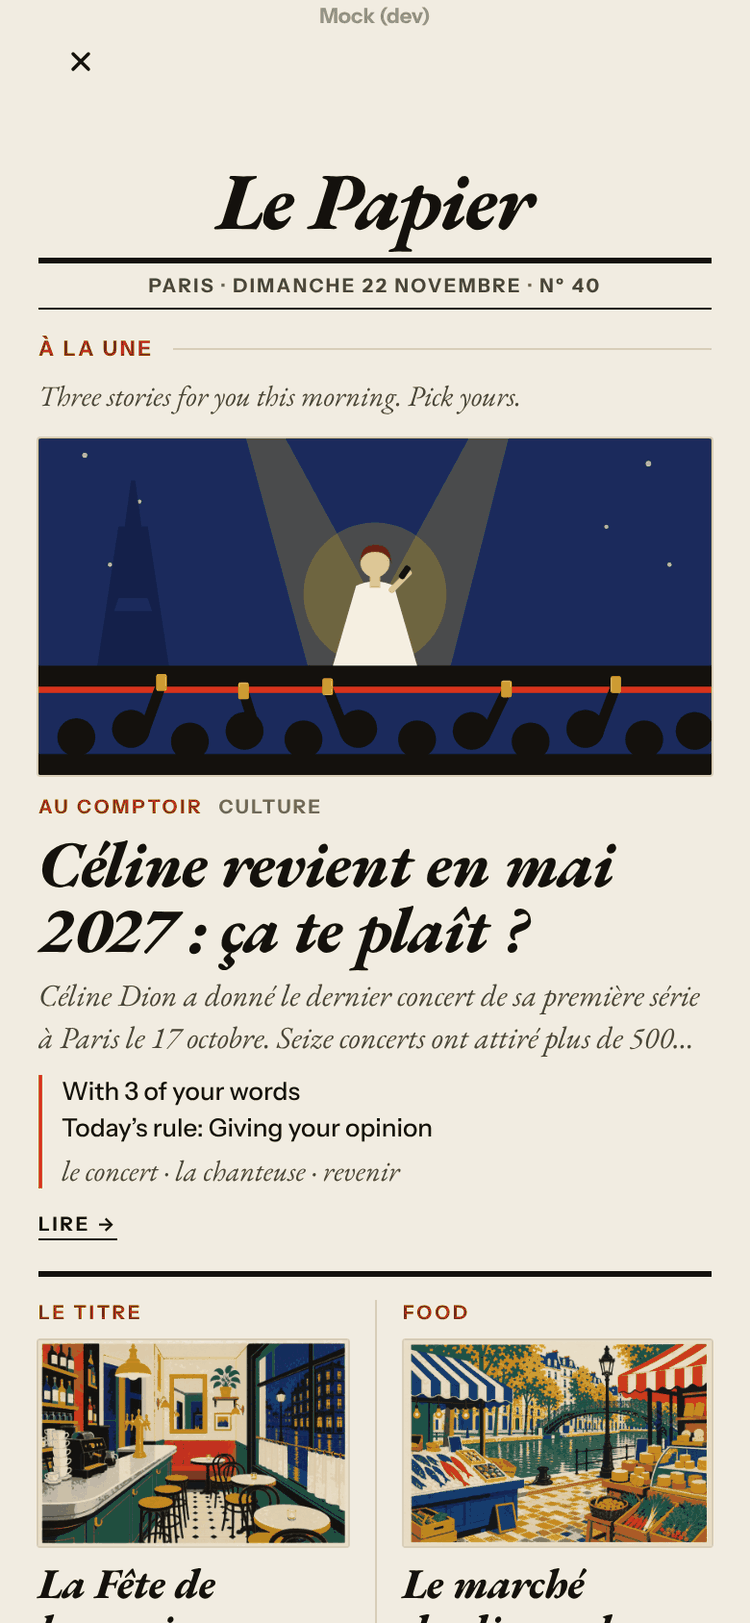 Mock (dev)
Le Papier
PARIS · DIMANCHE 22 NOVEMBRE · N° 40
À LA UNE
Three stories for you this morning. Pick yours.
AU COMPTOIR CULTURE
Céline revient en mai
2027 : ça te plaît ?
Céline Dion a donné le dernier concert de sa première série
à Paris le 17 octobre. Seize concerts ont attiré plus de 500...
With 3 of your words
Today’s rule: Giving your opinion
le concert · la chanteuse · revenir
LIRE →
LE TITRE
La Fête de
FOOD
Le marché